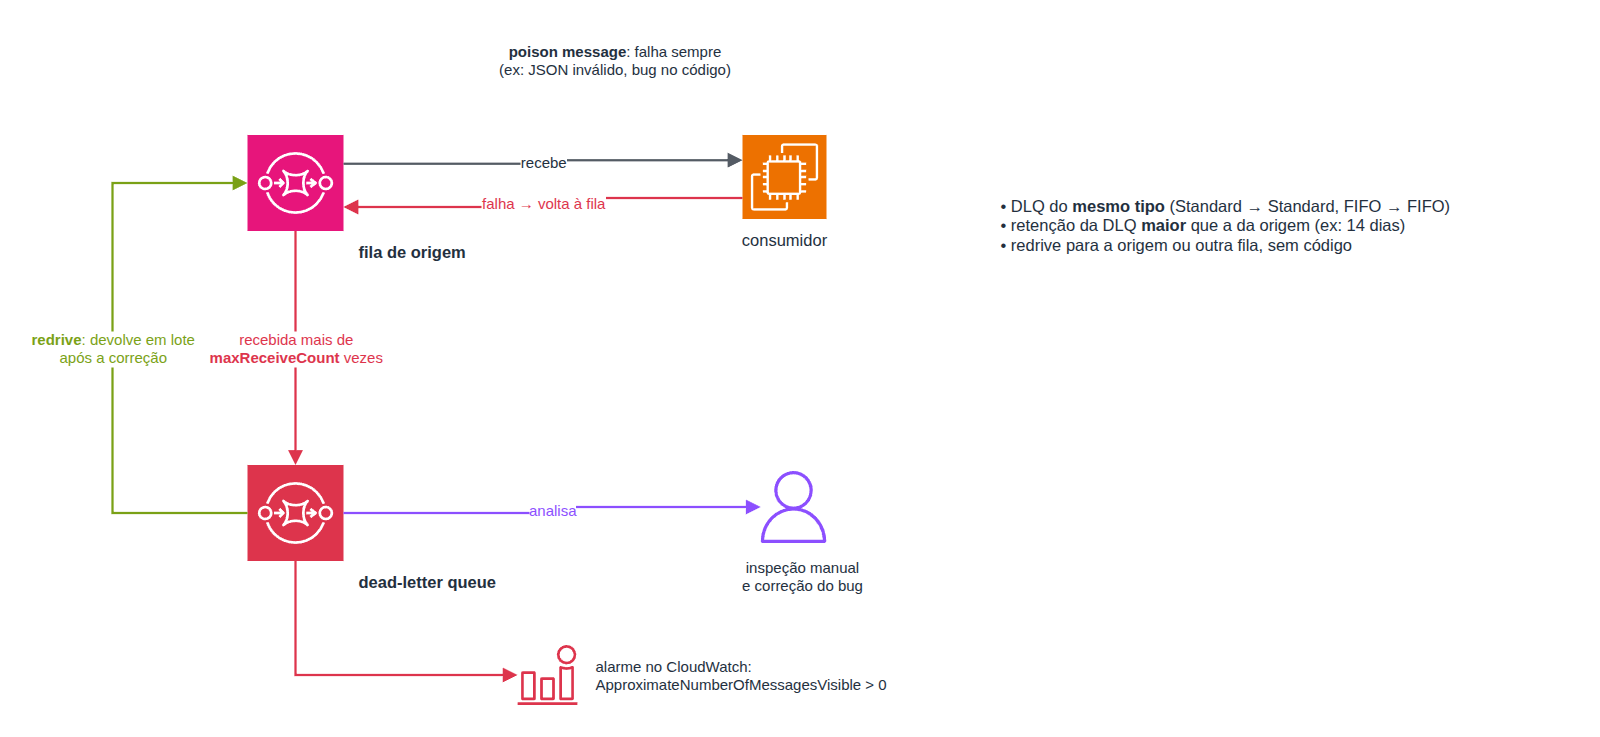 poison message: falha sempre
(ex: JSON inválido, bug no código)
recebe
falha → volta à fila
fila de origem
consumidor
• DLQ do mesmo tipo (Standard → Standard, FIFO → FIFO)
• retenção da DLQ maior que a da origem (ex: 14 dias)
• redrive para a origem ou outra fila, sem código
redrive: devolve em lote
após a correção
recebida mais de
maxReceiveCount vezes
analisa
dead-letter queue
inspeção manual
e correção do bug
alarme no CloudWatch:
ApproximateNumberOfMessagesVisible > 0